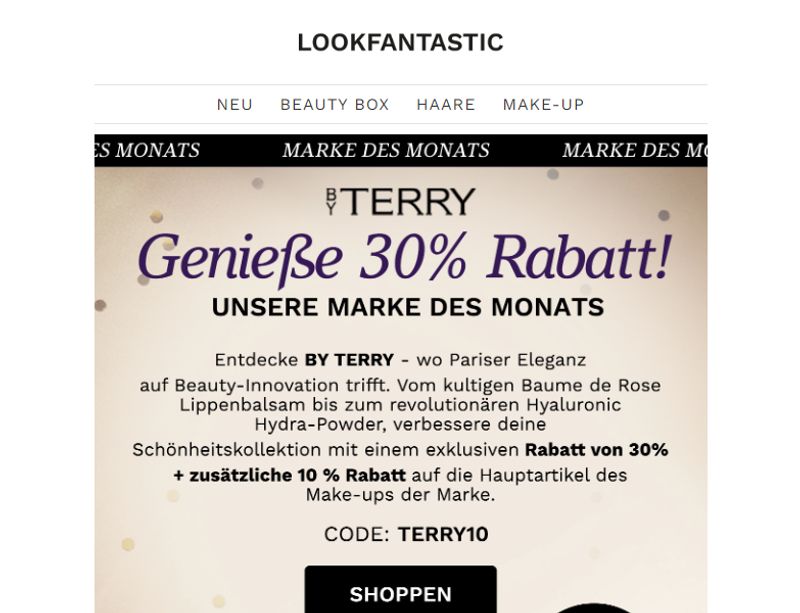 LOOKFANTASTIC
NEU BEAUTY BOX HAARE MAKE-UP
ES MONATS MARKE DES MONATS MARKE DES MO
BY TERRY
Genieße 30% Rabatt!
UNSERE MARKE DES MONATS
Entdecke BY TERRY - wo Pariser Eleganz
auf Beauty-Innovation trifft. Vom kultigen Baume de Rose
Lippenbalsam bis zum revolutionären Hyaluronic
Hydra-Powder, verbessere deine
Schönheitskollektion mit einem exklusiven Rabatt von 30%
+ zusätzliche 10 % Rabatt auf die Hauptartikel des
Make-ups der Marke.
CODE: TERRY10
SHOPPEN